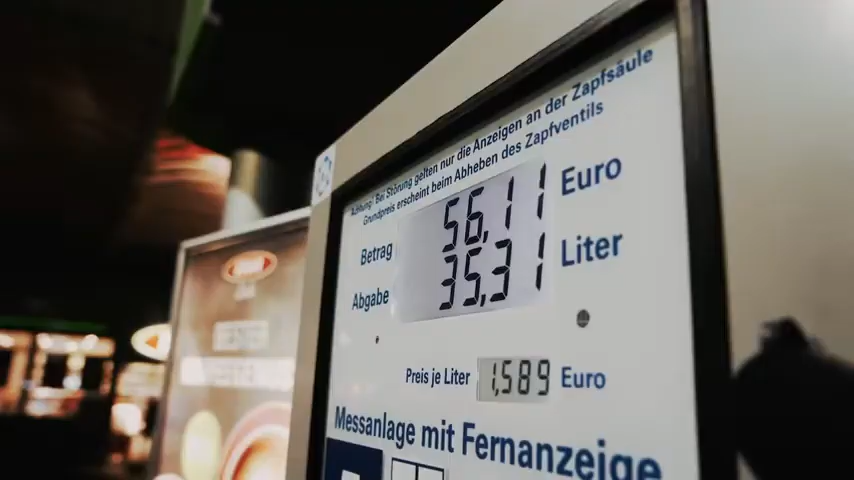 Achtung! Bei Störung gelten nur die Anzeigen an der Zapfsäule
Grundpreis erscheint beim Abheben des Zapfventils
Betrag 56,11 Euro
Abgabe 35,31 Liter
Preis je Liter 1,589 Euro
Messanlage mit Fernanzeige